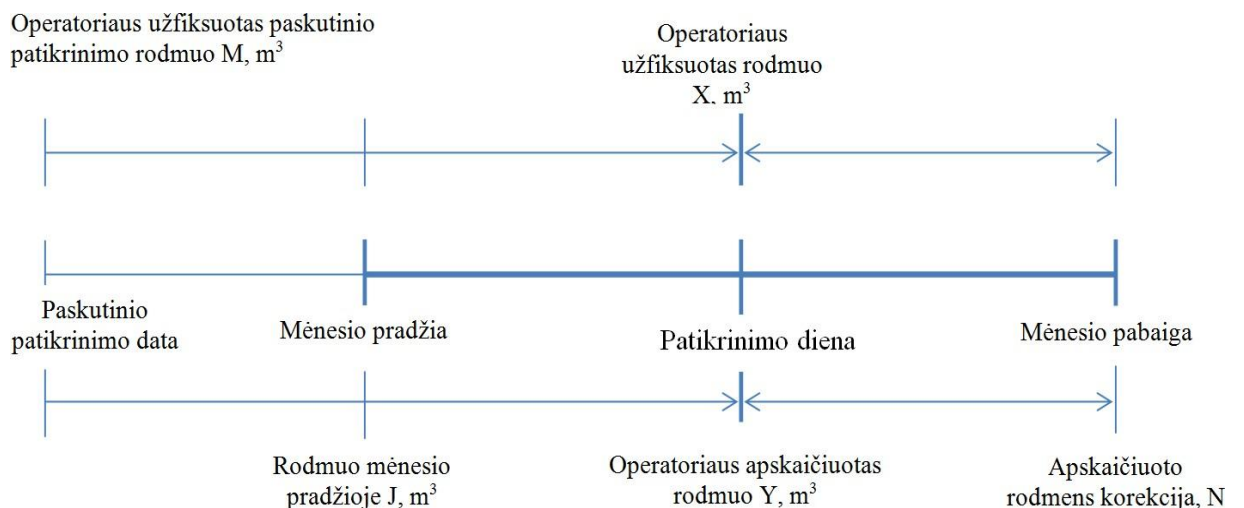 Operatoriaus užfiksuotas paskutinio
patikrinimo rodmuo M, m³
Operatoriaus
užfiksuotas rodmuo
X, m³
Paskutinio
patikrinimo data
Mėnesio pradžia
Patikrinimo diena
Mėnesio pabaiga
Rodmuo mėnesio
pradžioje J, m³
Operatoriaus apskaičiuotas
rodmuo Y, m³
Apskaičiuoto
rodmens korekcija, N